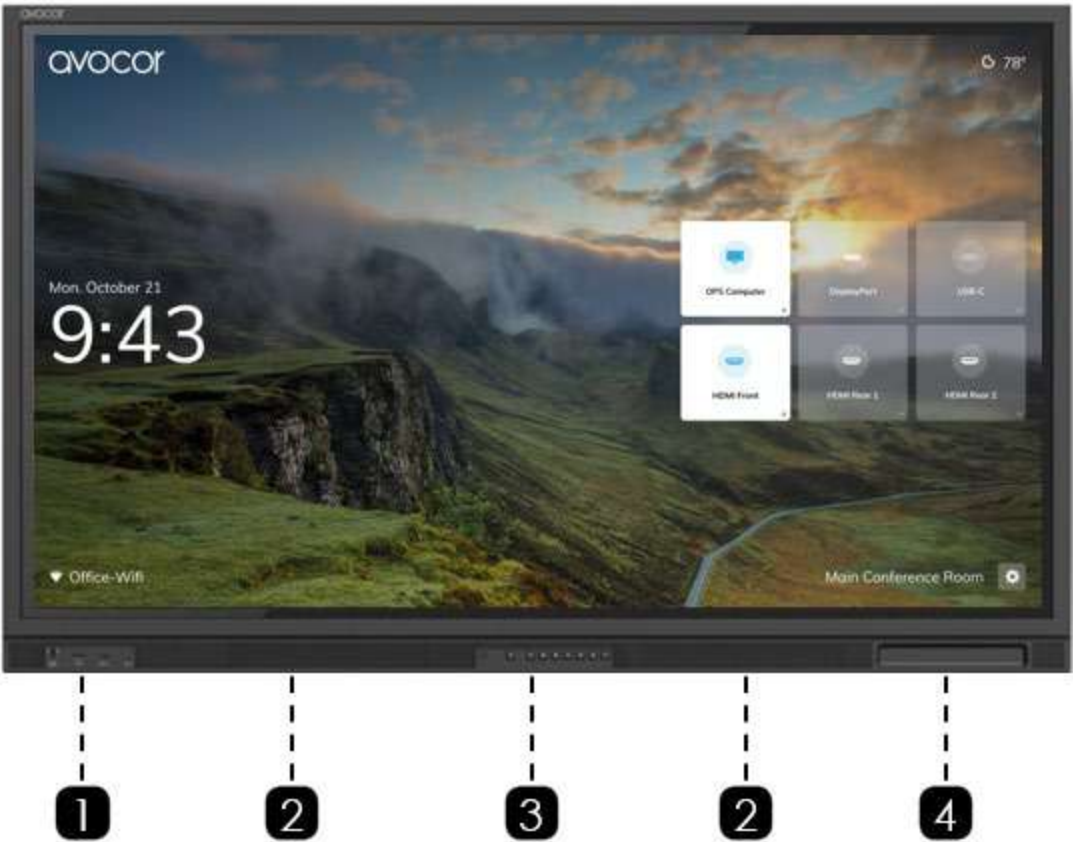 avocor
avocor
78°
Mon. October 21
9:43
OPS Computer
DisplayPort
USB-C
HDMI Front
HDMI Rear 1
HDMI Rear 2
Office-Wifi
Main Conference Room
1
2
3
2
4